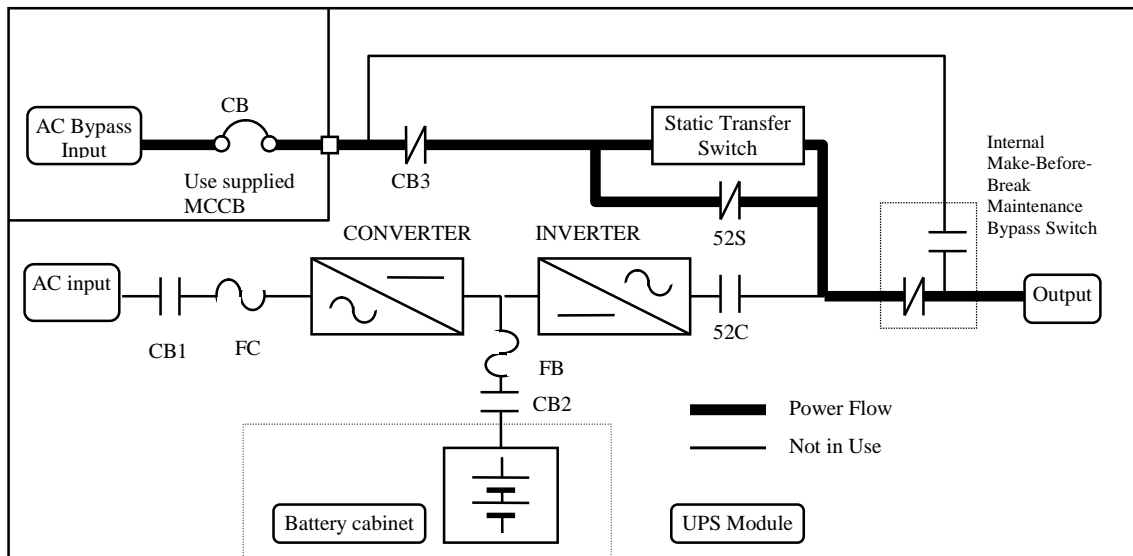 AC Bypass
Input
CB
Use supplied
MCCB
CB3
Static Transfer
Switch
52S
Internal
Make-Before-
Break
Maintenance
Bypass Switch
CONVERTER
INVERTER
AC input
CB1
FC
FB
CB2
52C
Output
Power Flow
Not in Use
Battery cabinet
UPS Module